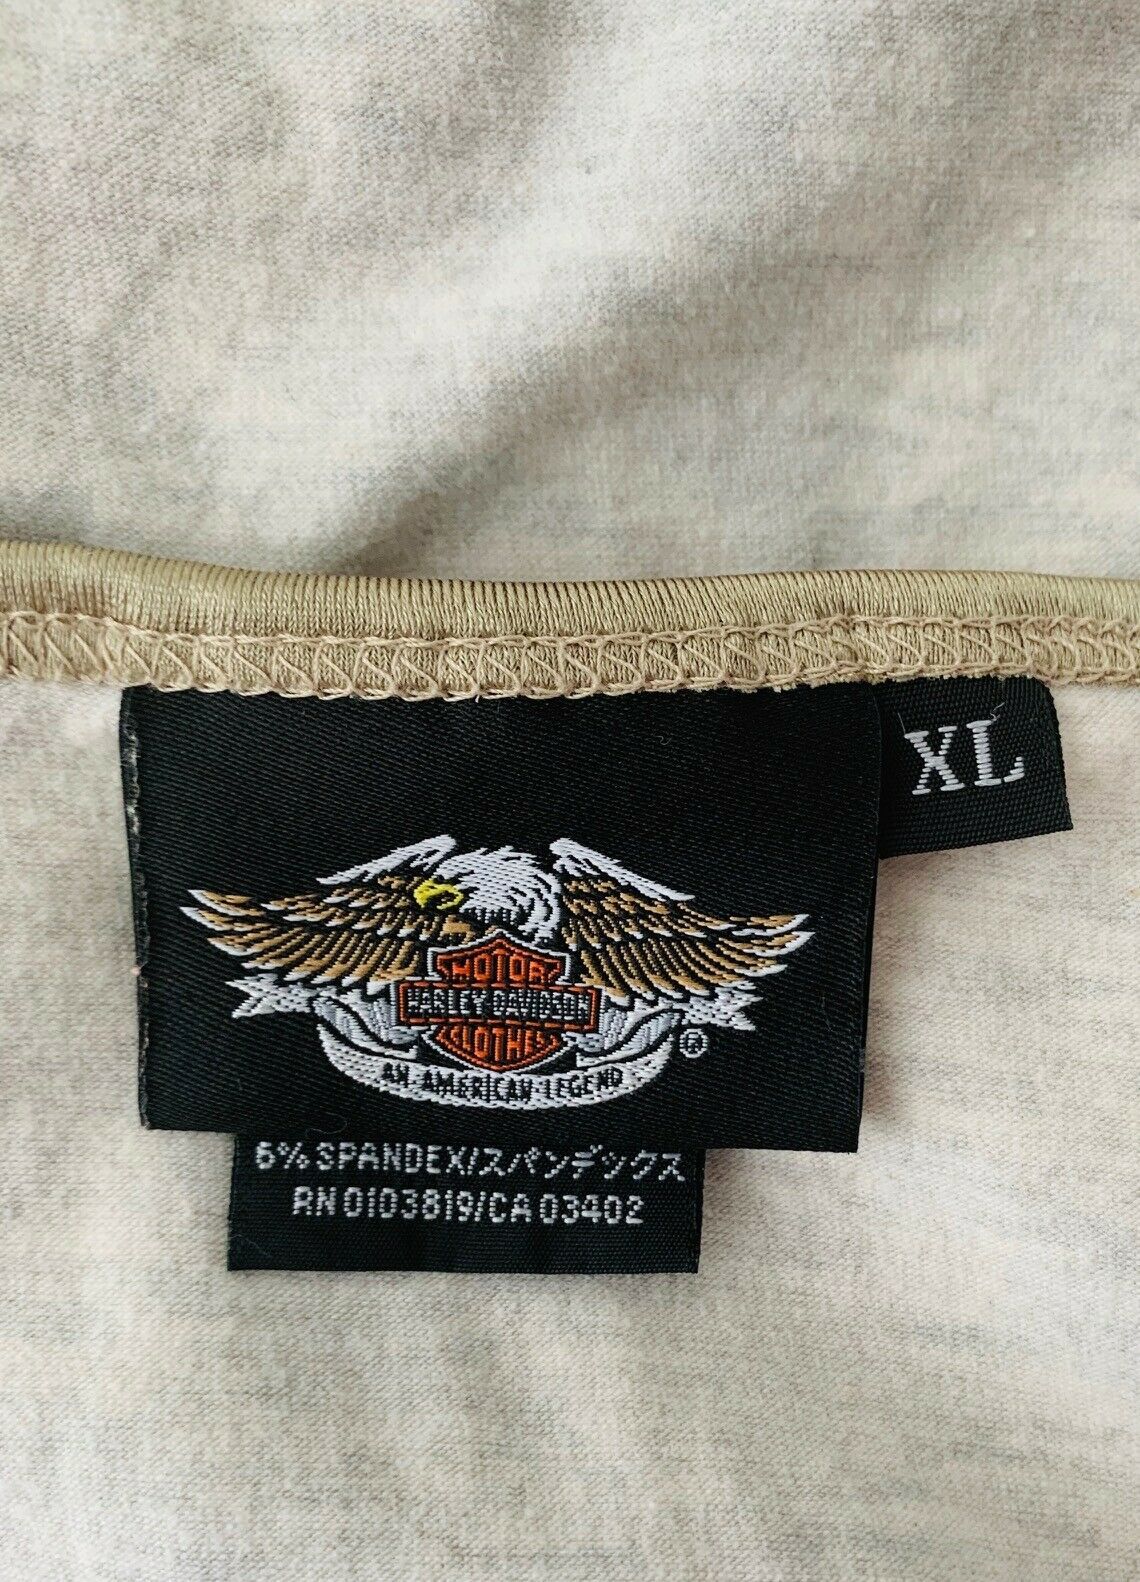 XL
MOTOR
HARLEY-DAVIDSON
CLOTHES
®
AN AMERICAN LEGEND
6% SPANDEX/スパンデックス
RN 0103819/CA 03402